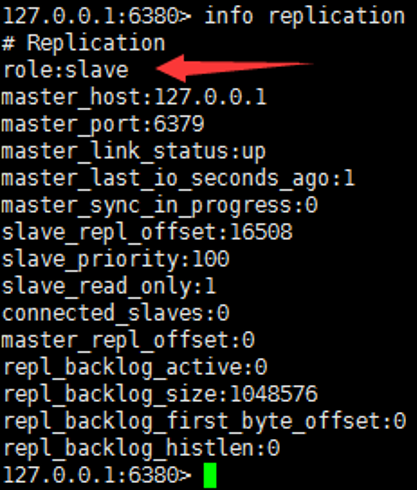 127.0.0.1:6380> info replication
# Replication
role:slave
master_host:127.0.0.1
master_port:6379
master_link_status:up
master_last_io_seconds_ago:1
master_sync_in_progress:0
slave_repl_offset:16508
slave_priority:100
slave_read_only:1
connected_slaves:0
master_repl_offset:0
repl_backlog_active:0
repl_backlog_size:1048576
repl_backlog_first_byte_offset:0
repl_backlog_histlen:0
127.0.0.1:6380>